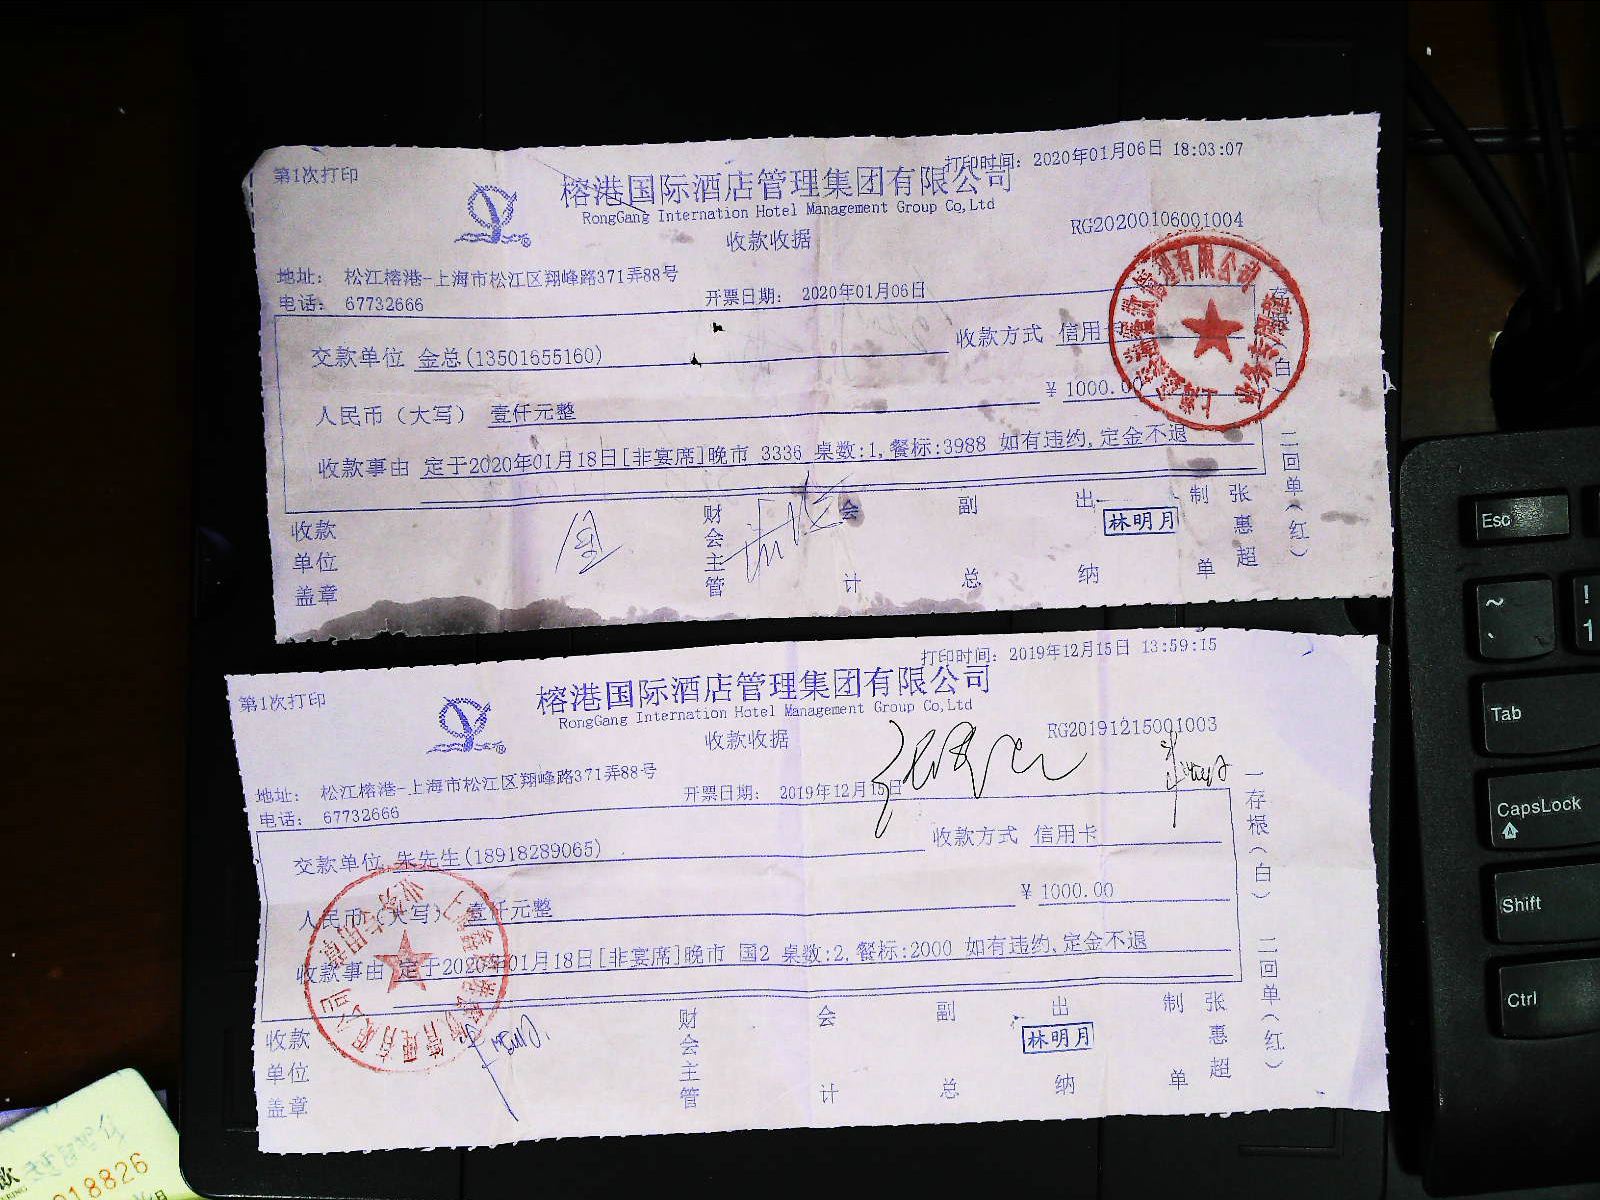 第1次打印
打印时间: 2020年01月06日 18:03:07
榕港国际酒店管理集团有限公司
RongGang Internation Hotel Management Group Co,Ltd
收款收据
RG20200106001004
地址: 松江榕港-上海市松江区翔峰路371弄88号
电话: 67732666
开票日期: 2020年01月06日
交款单位 金总(13501655160)
收款方式 信用卡
人民币(大写) 壹仟元整
¥ 1000.00
收款事由 定于2020年01月18日[非宴席]晚市 3336 桌数:1,餐标:3988 如有违约,定金不退
收款单位盖章
财会主管
会计
副总
出纳
林明月
制单
张惠超
存根(白)
二回单(红)
业务专用章
第1次打印
打印时间: 2019年12月15日 13:59:15
榕港国际酒店管理集团有限公司
RongGang Internation Hotel Management Group Co,Ltd
收款收据
RG20191215001003
地址: 松江榕港-上海市松江区翔峰路371弄88号
电话: 67732666
开票日期: 2019年12月15日
交款单位 朱先生(18918289065)
收款方式 信用卡
人民币(大写) 壹仟元整
¥ 1000.00
收款事由 定于2020年01月18日[非宴席]晚市 国2 桌数:2,餐标:2000 如有违约,定金不退
收款单位盖章
财会主管
会计
副总
出纳
林明月
制单
张惠超
一存根(白)
二回单(红)
业务专用章
Esc
~
!
1
Tab
CapsLock
Shift
Ctrl
018826